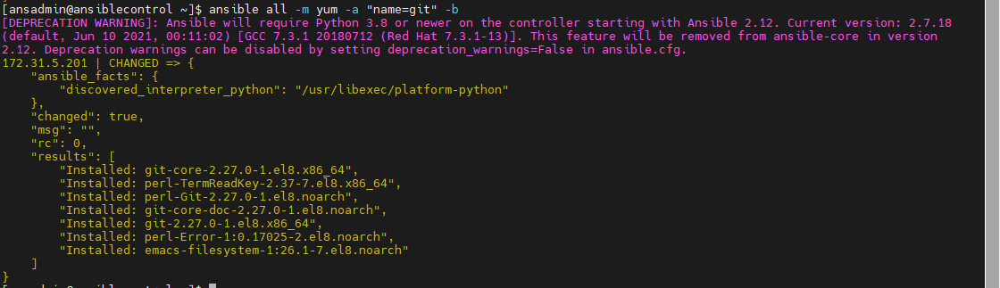 [ansadmin@ansiblecontrol ~]$ ansible all -m yum -a "name=git" -b
[DEPRECATION WARNING]: Ansible will require Python 3.8 or newer on the controller starting with Ansible 2.12. Current version: 2.7.18
(default, Jun 10 2021, 00:11:02) [GCC 7.3.1 20180712 (Red Hat 7.3.1-13)]. This feature will be removed from ansible-core in version
2.12. Deprecation warnings can be disabled by setting deprecation_warnings=False in ansible.cfg.
172.31.5.201 | CHANGED => {
    "ansible_facts": {
        "discovered_interpreter_python": "/usr/libexec/platform-python"
    },
    "changed": true,
    "msg": "",
    "rc": 0,
    "results": [
        "Installed: git-core-2.27.0-1.el8.x86_64",
        "Installed: perl-TermReadKey-2.37-7.el8.x86_64",
        "Installed: perl-Git-2.27.0-1.el8.noarch",
        "Installed: git-core-doc-2.27.0-1.el8.noarch",
        "Installed: git-2.27.0-1.el8.x86_64",
        "Installed: perl-Error-1:0.17025-2.el8.noarch",
        "Installed: emacs-filesystem-1:26.1-7.el8.noarch"
    ]
}